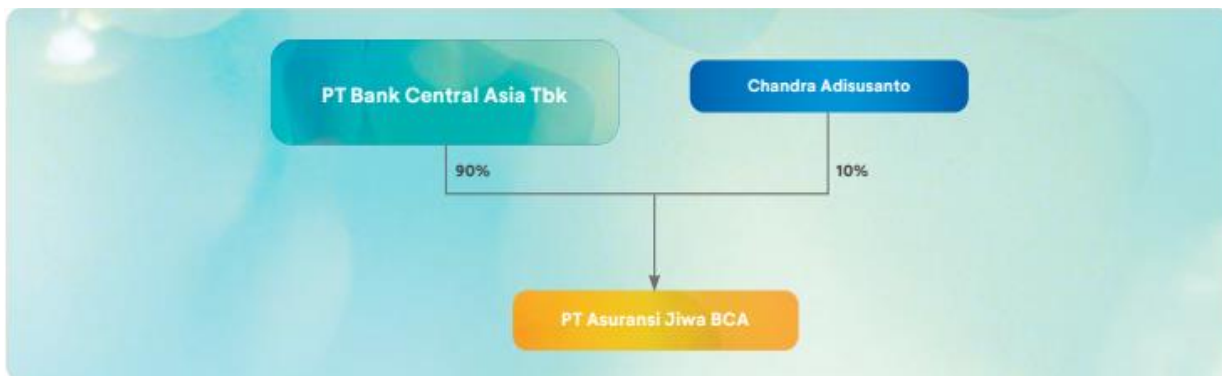 PT Bank Central Asia Tbk
Chandra Adisusanto
90%
10%
PT Asuransi Jiwa BCA